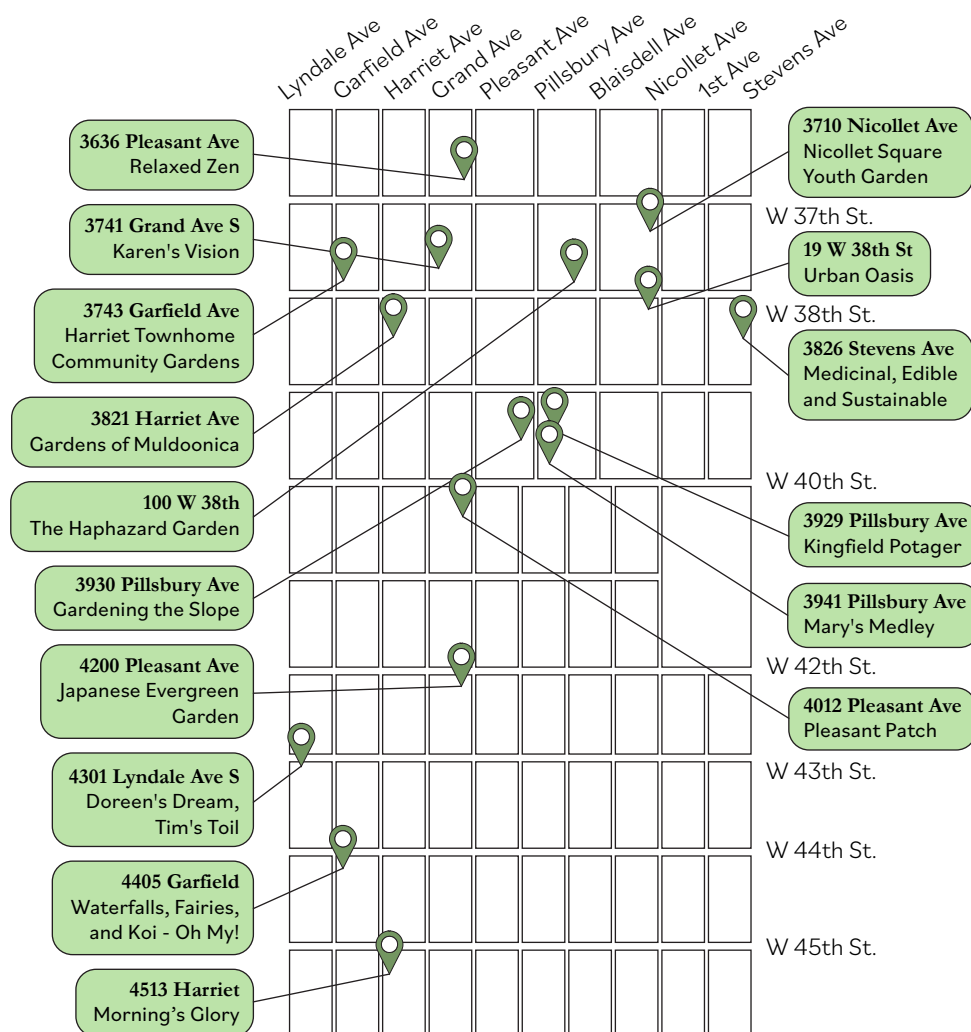 Lyndale Ave
Garfield Ave
Harriet Ave
Grand Ave
Pleasant Ave
Pillsbury Ave
Blaisdell Ave
Nicollet Ave
1st Ave
Stevens Ave
3636 Pleasant Ave
Relaxed Zen
3741 Grand Ave S
Karen's Vision
3743 Garfield Ave
Harriet Townhome
Community Gardens
3821 Harriet Ave
Gardens of Muldoonica
100 W 38th
The Haphazard Garden
3930 Pillsbury Ave
Gardening the Slope
4200 Pleasant Ave
Japanese Evergreen
Garden
4301 Lyndale Ave S
Doreen's Dream,
Tim's Toil
4405 Garfield
Waterfalls, Fairies,
and Koi - Oh My!
4513 Harriet
Morning’s Glory
3710 Nicollet Ave
Nicollet Square
Youth Garden
W 37th St.
19 W 38th St
Urban Oasis
W 38th St.
3826 Stevens Ave
Medicinal, Edible
and Sustainable
W 40th St.
3929 Pillsbury Ave
Kingfield Potager
3941 Pillsbury Ave
Mary's Medley
W 42th St.
4012 Pleasant Ave
Pleasant Patch
W 43th St.
W 44th St.
W 45th St.